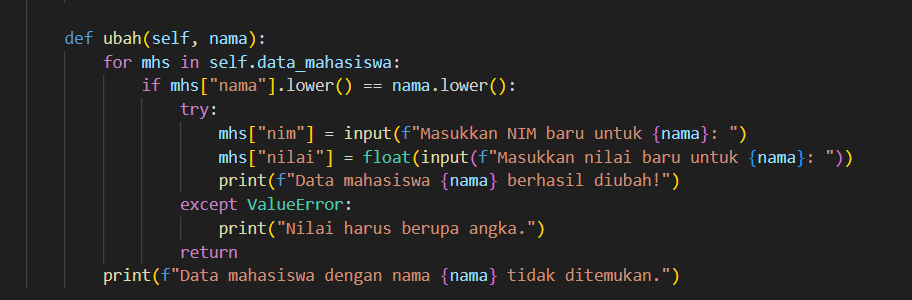 def ubah(self, nama):
for mhs in self.data_mahasiswa:
if mhs["nama"].lower() == nama.lower():
try:
mhs["nim"] = input(f"Masukkan NIM baru untuk {nama}: ")
mhs["nilai"] = float(input(f"Masukkan nilai baru untuk {nama}: "))
print(f"Data mahasiswa {nama} berhasil diubah!")
except ValueError:
print("Nilai harus berupa angka.")
return
print(f"Data mahasiswa dengan nama {nama} tidak ditemukan.")